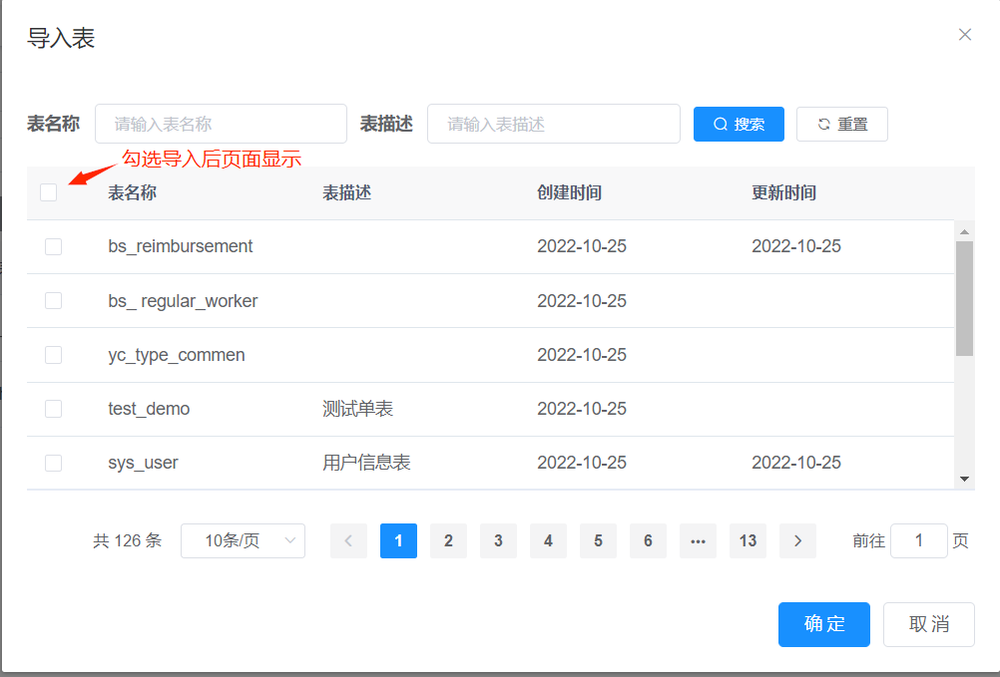 导入表
表名称 请输入表名称 表描述 请输入表描述 搜索 重置
勾选导入后页面显示
表名称 表描述 创建时间 更新时间
bs_reimbursement 2022-10-25 2022-10-25
bs_ regular_worker 2022-10-25
yc_type_commen 2022-10-25
test_demo 测试单表 2022-10-25
sys_user 用户信息表 2022-10-25 2022-10-25
共 126 条 10条/页 1 2 3 4 5 6 ••• 13 前往 1 页
确 定 取 消